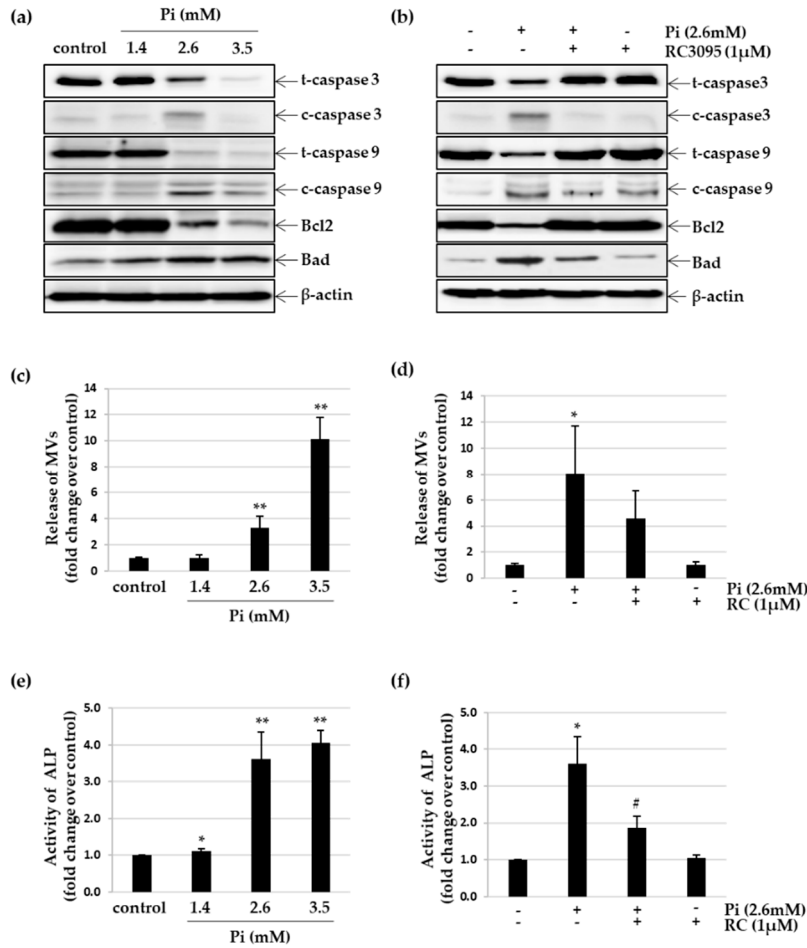 (a)
Pi (mM)
control 1.4 2.6 3.5
t-caspase 3
c-caspase 3
t-caspase 9
c-caspase 9
Bcl2
Bad
β-actin
(b)
- + + - Pi (2.6mM)
- - + + RC3095 (1μM)
t-caspase3
c-caspase3
t-caspase 9
c-caspase 9
Bcl2
Bad
β-actin
(c)
Release of MVs
(fold change over control)
14
12
10
8
6
4
2
0
**
**
control 1.4 2.6 3.5
Pi (mM)
(d)
Release of MVs
(fold change over control)
14
12
10
8
6
4
2
0
*
- + + - Pi (2.6mM)
- - + + RC (1μM)
(e)
Activity of ALP
(fold change over control)
5.0
4.0
3.0
2.0
1.0
0.0
*
**
**
control 1.4 2.6 3.5
Pi (mM)
(f)
Activity of ALP
(fold change over control)
5.0
4.0
3.0
2.0
1.0
0.0
*
#
- + + - Pi (2.6mM)
- - + + RC (1μM)